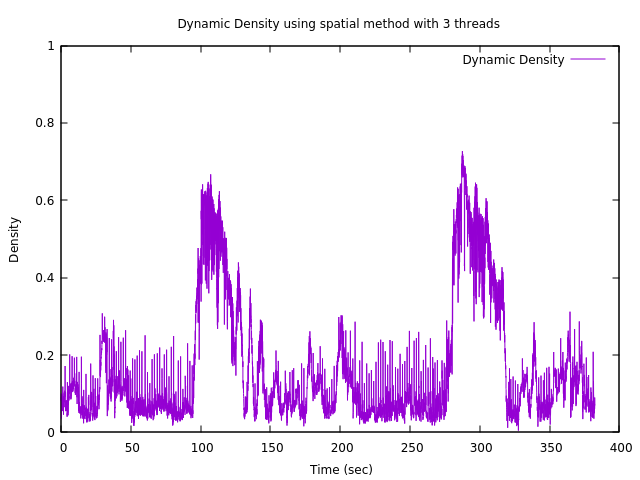 Dynamic Density using spatial method with 3 threads
Dynamic Density
1
0.8
0.6
0.4
0.2
0
Density
0 50 100 150 200 250 300 350 400
Time (sec)